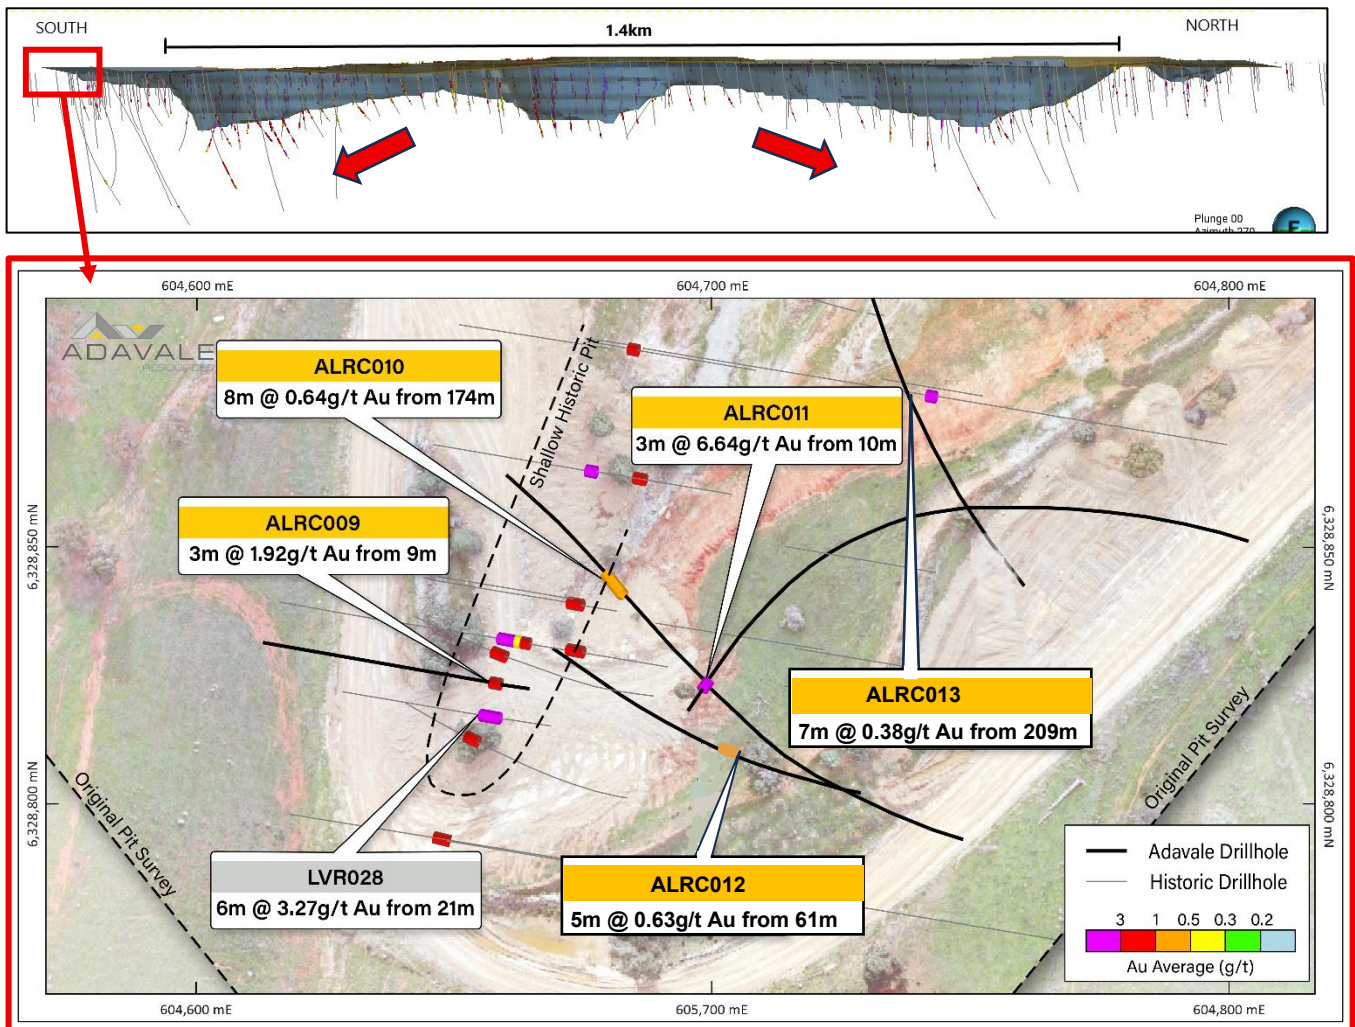 SOUTH
1.4km
NORTH
Plunge 00
Azimuth 270
E
604,600 mE
604,700 mE
604,800 mE
ADAVALE
RESOURCES
ALRC010
8m @ 0.64g/t Au from 174m
Shallow Historic Pit
ALRC011
3m @ 6.64g/t Au from 10m
ALRC009
3m @ 1.92g/t Au from 9m
6,328,850 mN
6,328,850 mN
ALRC013
7m @ 0.38g/t Au from 209m
6,328,800 mN
6,328,800 mN
Original Pit Survey
Original Pit Survey
LVR028
6m @ 3.27g/t Au from 21m
ALRC012
5m @ 0.63g/t Au from 61m
Adavale Drillhole
Historic Drillhole
3 1 0.5 0.3 0.2
Au Average (g/t)
604,600 mE
605,700 mE
604,800 mE